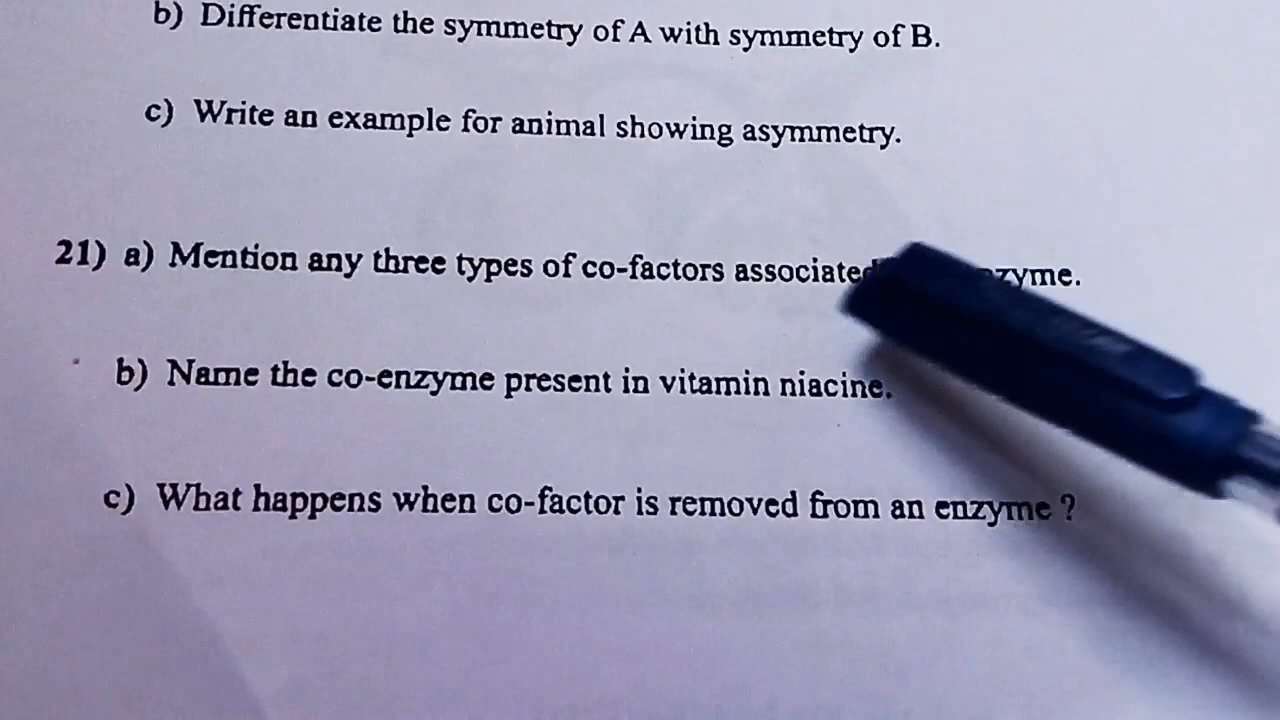 b) Differentiate the symmetry of A with symmetry of B.
c) Write an example for animal showing asymmetry.
21) a) Mention any three types of co-factors associated
b) Name the co-enzyme present in vitamin niacine.
c) What happens when co-factor is removed from an enzyme ?